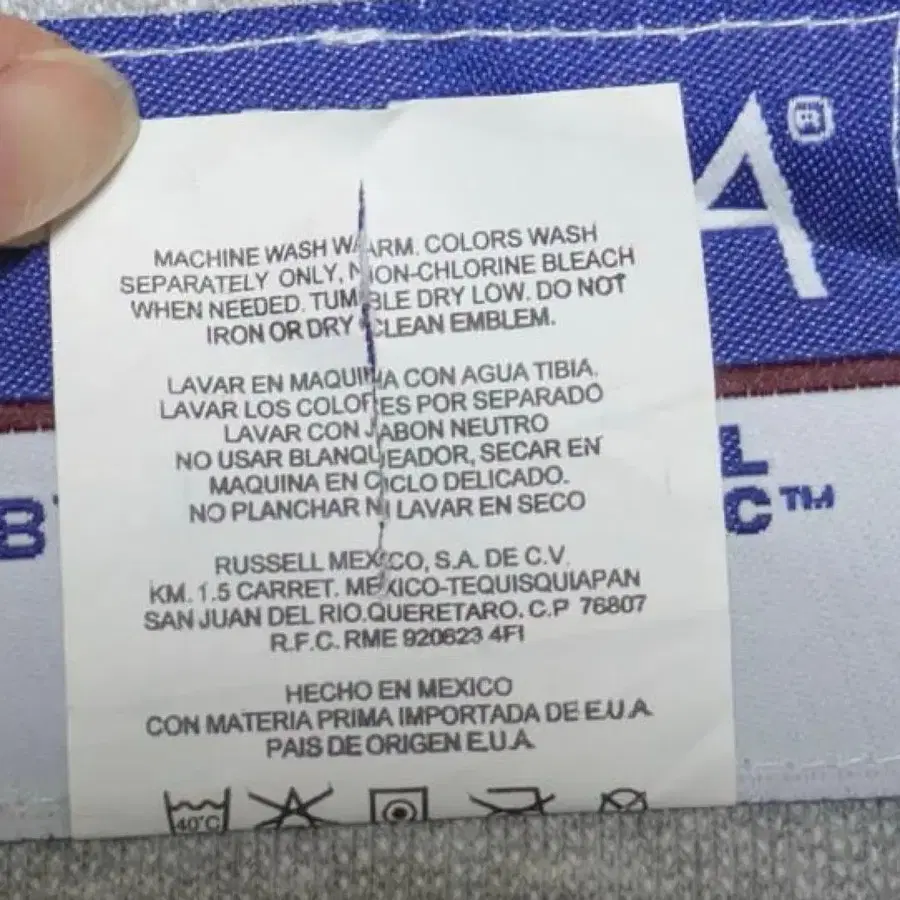 A®
MACHINE WASH WARM. COLORS WASH
SEPARATELY ONLY, NON-CHLORINE BLEACH
WHEN NEEDED. TUMBLE DRY LOW. DO NOT
IRON OR DRY CLEAN EMBLEM.
LAVAR EN MAQUINA CON AGUA TIBIA.
LAVAR LOS COLORES POR SEPARADO
LAVAR CON JABON NEUTRO
NO USAR BLANQUEADOR, SECAR EN
MAQUINA EN CICLO DELICADO.
NO PLANCHAR NI LAVAR EN SECO
RUSSELL MEXICO, S.A. DE C.V.
KM. 1.5 CARRET. MEXICO-TEQUISQUIAPAN
SAN JUAN DEL RIO.QUERETARO. C.P 76807
R.F.C. RME 920623 4FI
HECHO EN MEXICO
CON MATERIA PRIMA IMPORTADA DE E.U.A
PAIS DE ORIGEN E.U.A.
40°C
B
L
C™